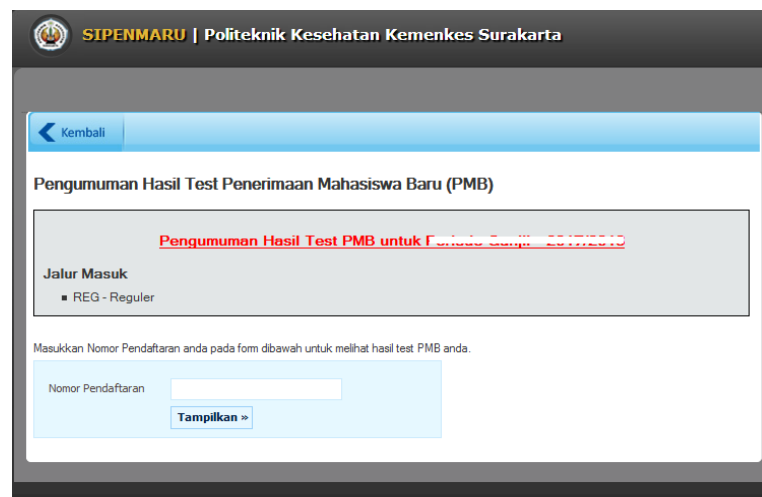 SIPENMARU | Politeknik Kesehatan Kemenkes Surakarta
Kembali
Pengumuman Hasil Test Penerimaan Mahasiswa Baru (PMB)
Pengumuman Hasil Test PMB untuk
Jalur Masuk
▪ REG - Reguler
Masukkan Nomor Pendaftaran anda pada form dibawah untuk melihat hasil test PMB anda.
Nomor Pendaftaran
Tampilkan »